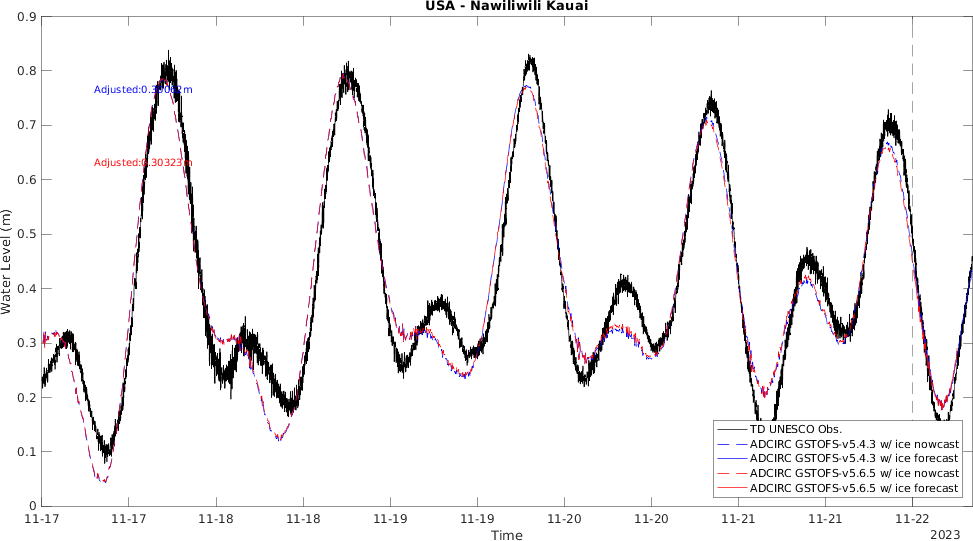 USA - Nawiliwili Kauai
0.9
0.8
Adjusted:
0.7
Adjusted:0.30323m
0.6
0.5
Water Level (m)
0.4
0.3
0.2
0.1
0
TD UNESCO Obs.
ADCIRC GSTOFS-v5.4.3 w/ ice nowcast
ADCIRC GSTOFS-v5.4.3 w/ ice forecast
ADCIRC GSTOFS-v5.6.5 w/ ice nowcast
ADCIRC GSTOFS-v5.6.5 w/ ice forecast
11-17 11-17 11-18 11-18 11-19 11-19 11-20 11-20 11-21 11-21 11-22
Time
2023